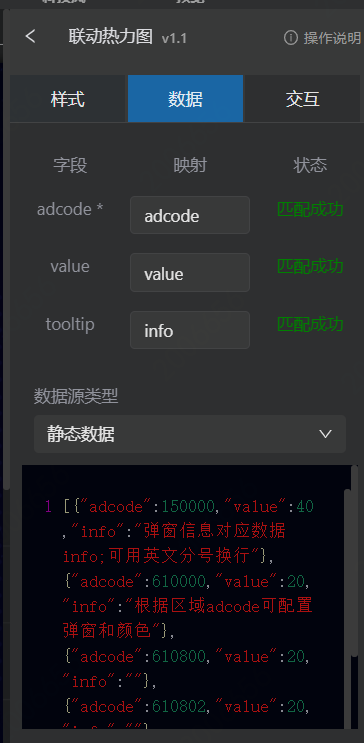 联动热力图 v1.1 操作说明
样式 数据 交互
字段 映射 状态
adcode * adcode 匹配成功
value value 匹配成功
tooltip info 匹配成功
数据源类型
静态数据
1 [{"adcode":150000,"value":40
,"info":"弹窗信息对应数据
info;可用英文分号换行"},
{"adcode":610000,"value":20,
"info":"根据区域adcode可配置
弹窗和颜色"},
{"adcode":610800,"value":20,
"info":""},
{"adcode":610802,"value":20,
"info":""},